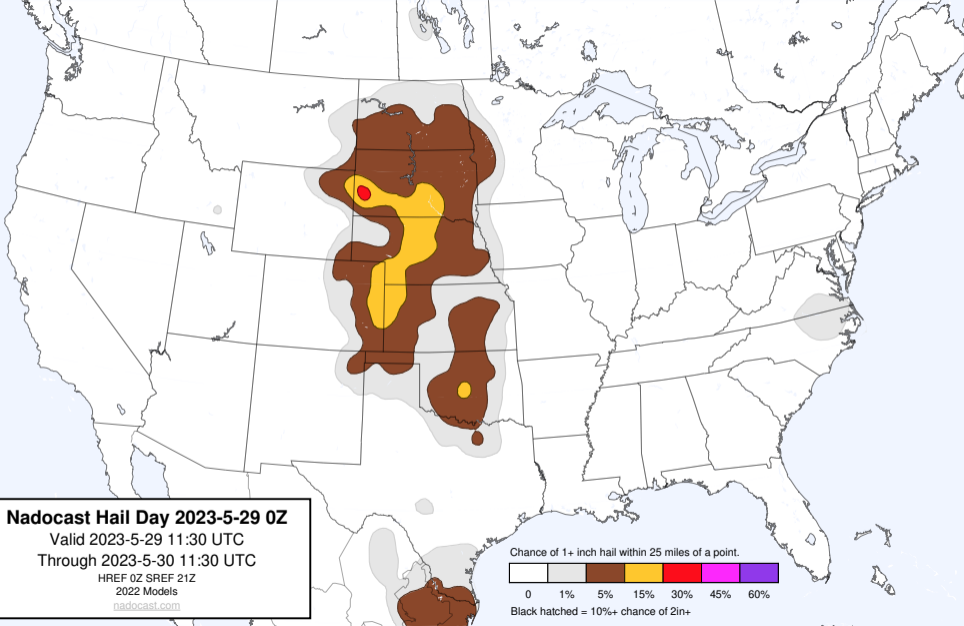 Nadocast Hail Day 2023-5-29 0Z
Valid 2023-5-29 11:30 UTC
Through 2023-5-30 11:30 UTC
HREF 0Z SREF 21Z
2022 Models
nadocast.com
Chance of 1+ inch hail within 25 miles of a point.
0 1% 5% 15% 30% 45% 60%
Black hatched = 10%+ chance of 2in+